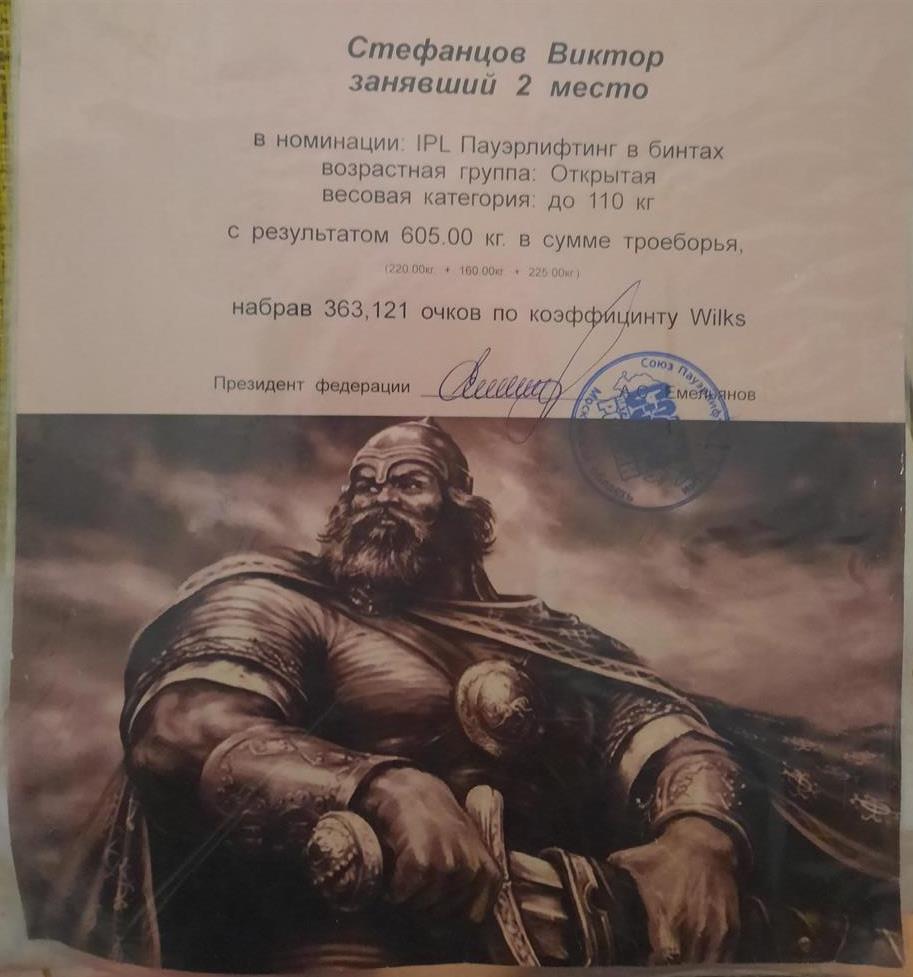 Стефанцов Виктор
занявший 2 место
в номинации: IPL Пауэрлифтинг в бинтах
возрастная группа: Открытая
весовая категория: до 110 кг
с результатом 605.00 кг. в сумме троеборья,
(220.00кг. + 160.00кг. + 225.00кг.)
набрав 363,121 очков по коэффицинту Wilks
Президент федерации А.С. Емельянов
Союз Пауэрлифт